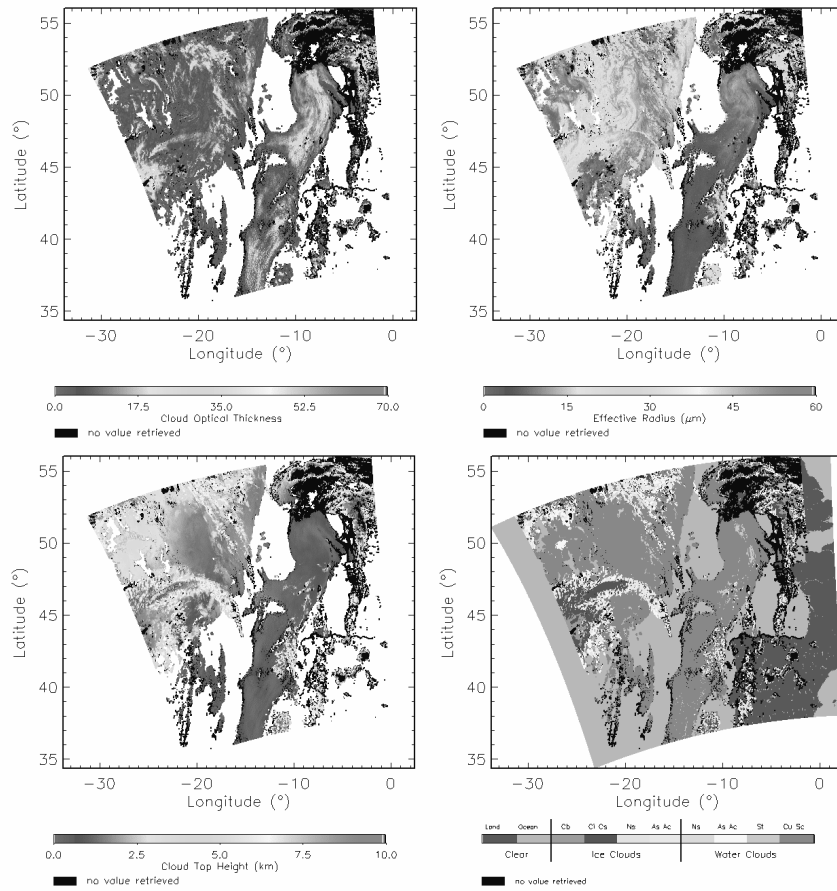 55
50
45
40
35
Latitude (°)
-30 -20 -10 0
Longitude (°)
0.0 17.5 35.0 52.5 70.0
Cloud Optical Thickness
no value retrieved
55
50
45
40
35
Latitude (°)
-30 -20 -10 0
Longitude (°)
0 15 30 45 60
Effective Radius (μm)
no value retrieved
55
50
45
40
35
Latitude (°)
-30 -20 -10 0
Longitude (°)
0.0 2.5 5.0 7.5 10.0
Cloud Top Height (km)
no value retrieved
55
50
45
40
35
Latitude (°)
-30 -20 -10 0
Longitude (°)
Land Ocean Cb Ci Cs Ns As Ac Ns As Ac St Cu Sc
Clear Ice Clouds Water Clouds
no value retrieved